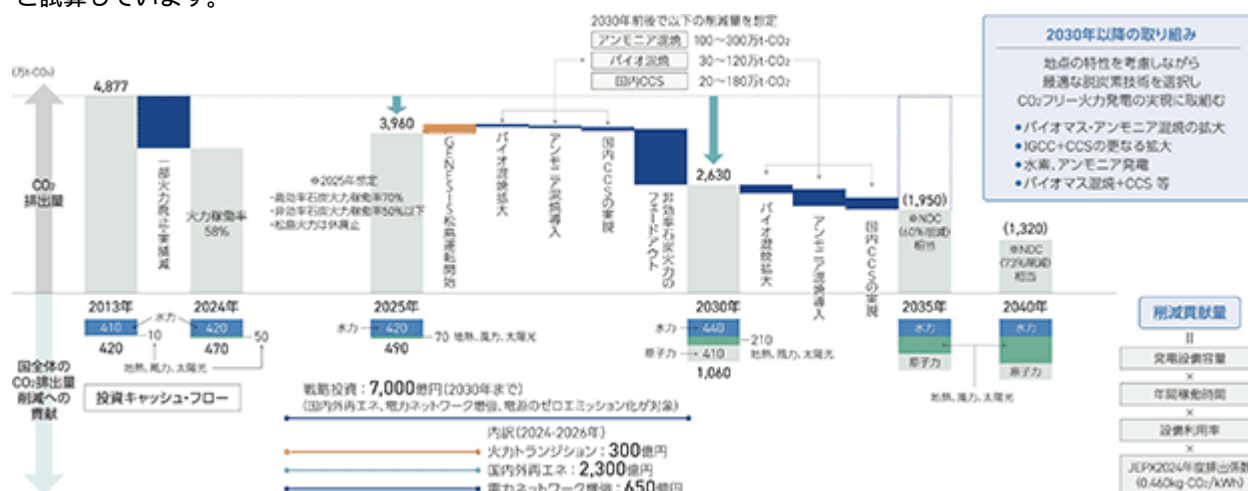 と試算しています。
2030年前後で以下の削減量を想定
アンモニア混焼 100～300万t-CO₂
バイオ混焼 30～120万t-CO₂
国内CCS 20～180万t-CO₂
2030年以降の取り組み
地点の特性を考慮しながら
最適な脱炭素技術を選択し
CO₂フリー火力発電の実現に取組む
•バイオマス・アンモニア混焼の拡大
•IGCC+CCSの更なる拡大
•水素、アンモニア発電
•バイオマス混焼+CCS 等
(万t-CO₂)
CO₂
排出量
4,877
一部火力廃止・実績減
火力稼働率
58%
3,960
※2025年想定
・高効率石炭火力稼働率70%
・非効率石炭火力稼働率50%以下
・松島火力は休廃止
GENESIS松島運転開始
バイオ混焼拡大
アンモニア混焼導入
国内CCSの実現
非効率石炭火力の
フェードアウト
2,630
バイオ混焼拡大
アンモニア混焼導入
国内CCSの実現
(1,950)
※NDC
(60%削減)
相当
(1,320)
※NDC
(73%削減)
相当
2013年
2024年
2025年
2030年
2035年
2040年
410
水力
420
10
50
420
470
地熱、風力、太陽光
水力
420
70 地熱、風力、太陽光
490
水力
440
210
地熱、風力、太陽光
原子力
410
1,060
水力
原子力
水力
原子力
地熱、風力、太陽光
国全体の
CO₂排出量
削減への
貢献
投資キャッシュ・フロー
戦略投資：7,000億円(2030年まで)
(国内外再エネ、電力ネットワーク増強、電源のゼロエミッション化が対象)
内訳(2024-2026年)
火力トランジション：300億円
国内外再エネ：2,300億円
電力ネットワーク増強：650億円
削減貢献量
=
発電設備容量
×
年間稼働時間
×
設備利用率
×
JEPX2024年度排出係数
(0.460kg-CO₂/kWh)